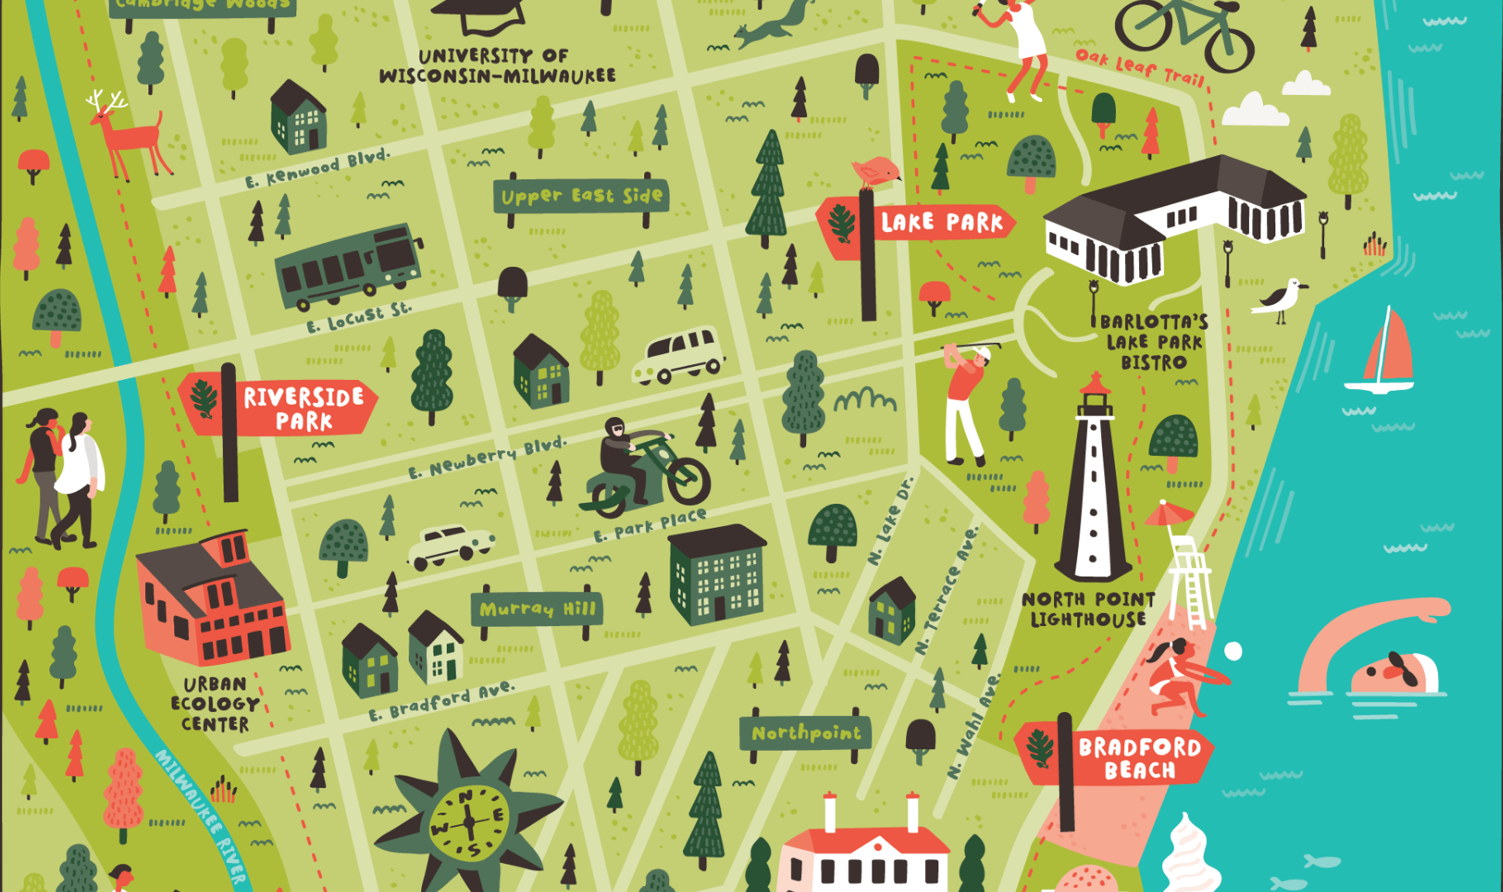 Cambridge Woods
UNIVERSITY OF
WISCONSIN-MILWAUKEE
Oak Leaf Trail
E. Kenwood Blvd.
Upper East Side
LAKE PARK
E. Locust St.
BARLOTTA'S
LAKE PARK
BISTRO
RIVERSIDE
PARK
E. Newberry Blvd.
E. Park Place
N. Lake Dr.
N. Terrace Ave.
Murray Hill
NORTH POINT
LIGHTHOUSE
URBAN
ECOLOGY
CENTER
E. Bradford Ave.
N. Wahl Ave.
Northpoint
BRADFORD
BEACH
MILWAUKEE RIVER
N
W E
S